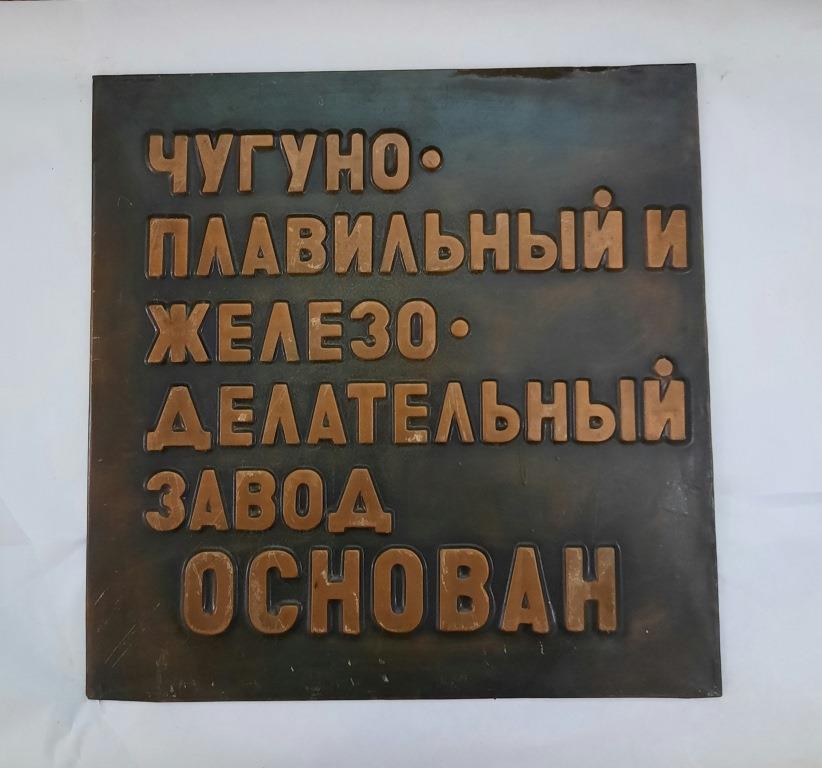 ЧУГУНО·
ПЛАВИЛЬНЫЙ И
ЖЕЛЕЗО·
ДЕЛАТЕЛЬНЫЙ
ЗАВОД
ОСНОВАН